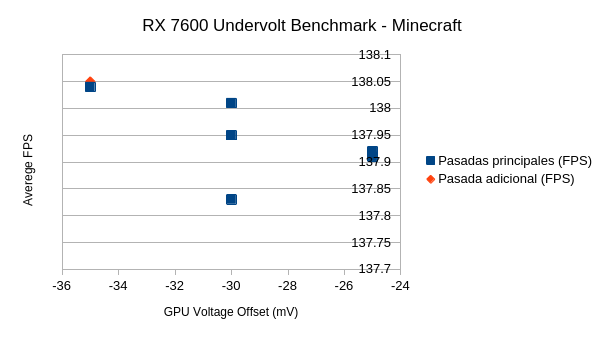 RX 7600 Undervolt Benchmark - Minecraft
138.1
138.05
138
137.95
137.9
137.85
137.8
137.75
137.7
Averege FPS
Pasadas principales (FPS)
Pasada adicional (FPS)
-36 -34 -32 -30 -28 -26 -24
GPU Voltage Offset (mV)